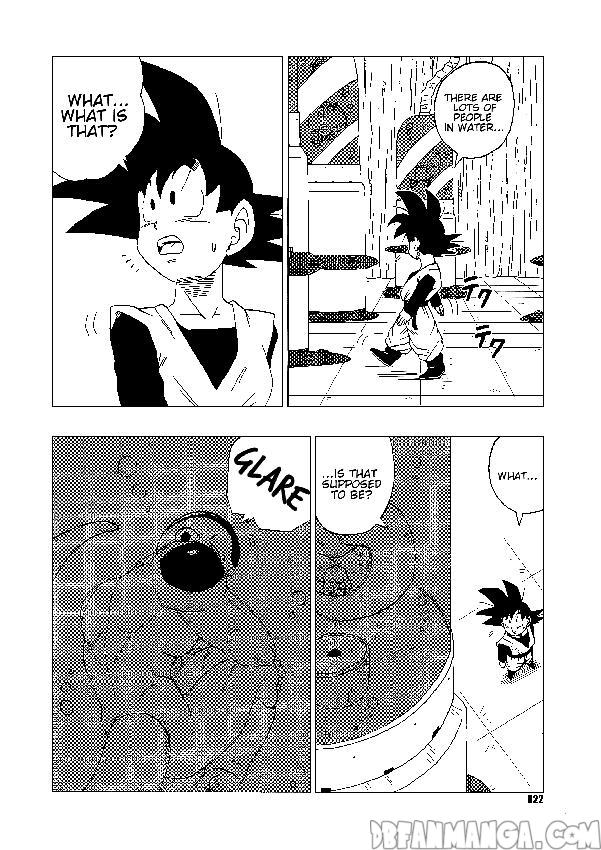 THERE ARE
LOTS OF
PEOPLE
IN WATER...
テク
テク
WHAT...
WHAT IS
THAT?
WHAT...
...IS THAT
SUPPOSED
TO BE?
GLARE
022
DBFANMANGA.COM